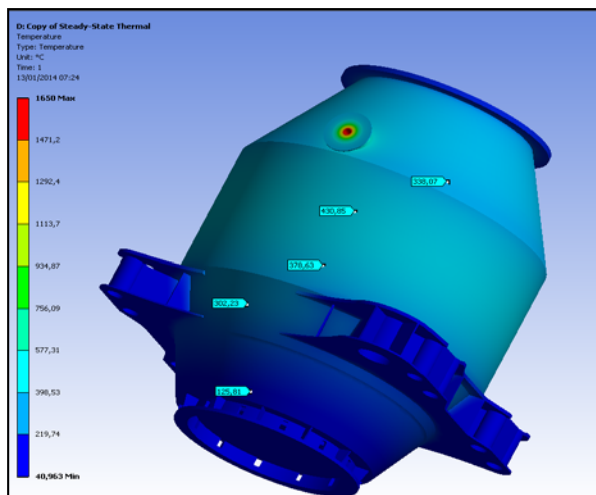 D: Copy of Steady-State Thermal
Temperature
Type: Temperature
Unit: °C
Time: 1
13/01/2014 07:24
1650 Max
1471,2
1292,4
1113,7
934,87
756,09
577,31
398,53
219,74
40,963 Min
338,07
430,85
378,63
302,23
125,81